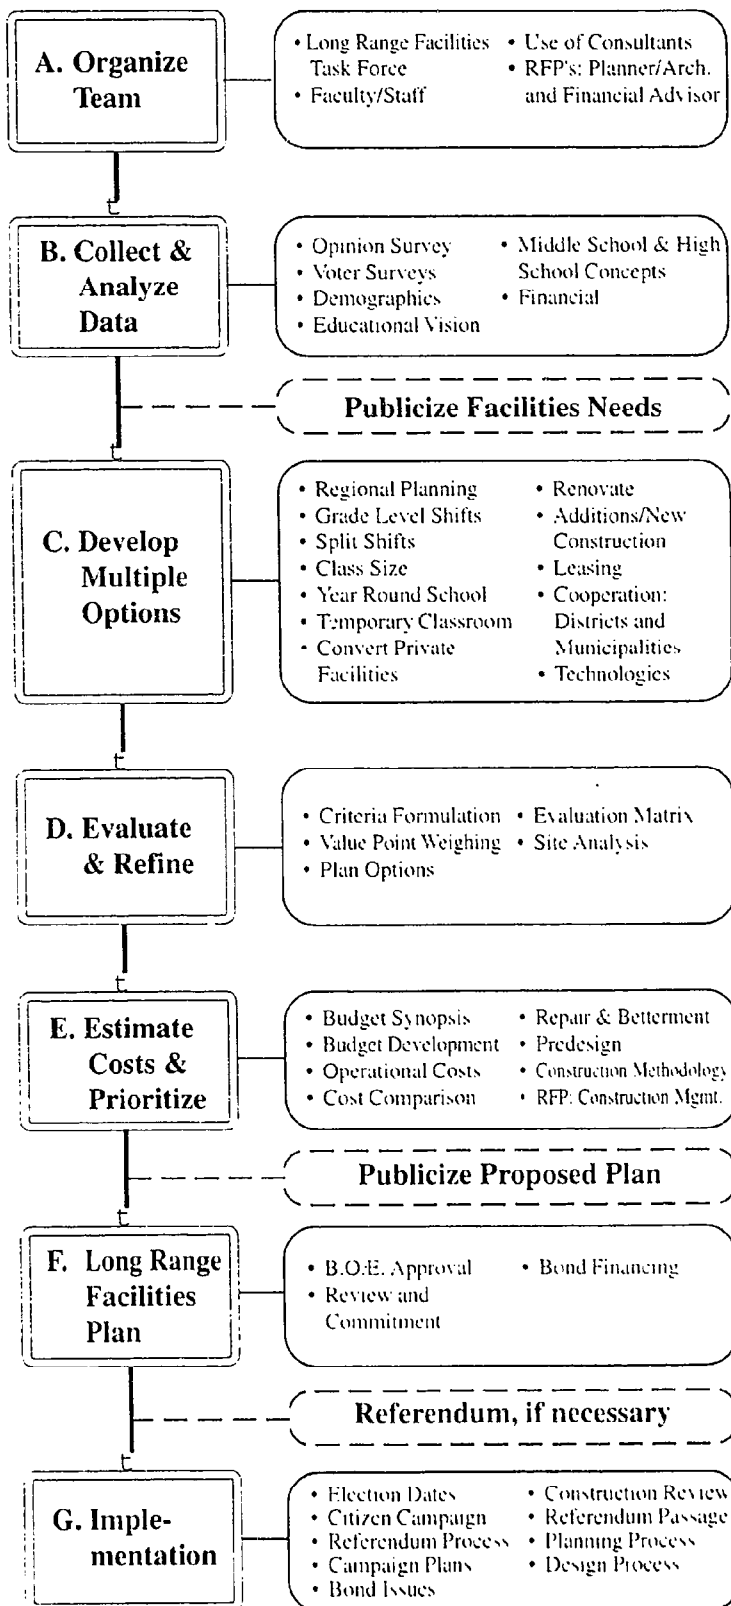 A. Organize
Team
• Long Range Facilities
Task Force
• Faculty/Staff
• Use of Consultants
• RFP's: Planner/Arch.
and Financial Advisor
B. Collect &
Analyze
Data
• Opinion Survey
• Voter Surveys
• Demographics
• Educational Vision
• Middle School & High
School Concepts
• Financial
Publicize Facilities Needs
C. Develop
Multiple
Options
• Regional Planning
• Grade Level Shifts
• Split Shifts
• Class Size
• Year Round School
• Temporary Classroom
• Convert Private
Facilities
• Renovate
• Additions/New
Construction
• Leasing
• Cooperation:
Districts and
Municipalities
• Technologies
D. Evaluate
& Refine
• Criteria Formulation
• Value Point Weighing
• Plan Options
• Evaluation Matrix
• Site Analysis
E. Estimate
Costs &
Prioritize
• Budget Synopsis
• Budget Development
• Operational Costs
• Cost Comparison
• Repair & Betterment
• Predesign
• Construction Methodology
• RFP: Construction Mgmt.
Publicize Proposed Plan
F. Long Range
Facilities
Plan
• B.O.E. Approval
• Review and
Commitment
• Bond Financing
Referendum, if necessary
G. Imple-
mentation
• Election Dates
• Citizen Campaign
• Referendum Process
• Campaign Plans
• Bond Issues
• Construction Review
• Referendum Passage
• Planning Process
• Design Process